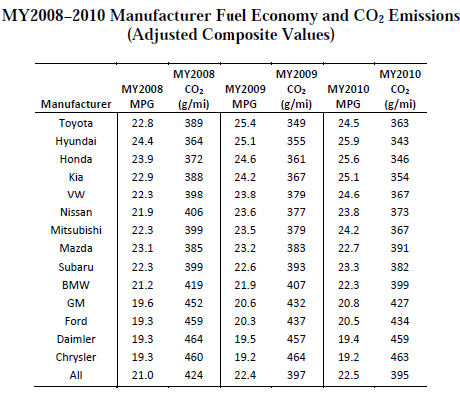 MY2008–2010 Manufacturer Fuel Economy and CO₂ Emissions
(Adjusted Composite Values)
MY2008 MY2009 MY2010
MY2008 CO₂ MY2009 CO₂ MY2010 CO₂
Manufacturer MPG (g/mi) MPG (g/mi) MPG (g/mi)
Toyota 22.8 389 25.4 349 24.5 363
Hyundai 24.4 364 25.1 355 25.9 343
Honda 23.9 372 24.6 361 25.6 346
Kia 22.9 388 24.2 367 25.1 354
VW 22.3 398 23.8 379 24.6 367
Nissan 21.9 406 23.6 377 23.8 373
Mitsubishi 22.3 399 23.5 379 24.2 367
Mazda 23.1 385 23.2 383 22.7 391
Subaru 22.3 399 22.6 393 23.3 382
BMW 21.2 419 21.9 407 22.3 399
GM 19.6 452 20.6 432 20.8 427
Ford 19.3 459 20.3 437 20.5 434
Daimler 19.3 464 19.5 457 19.4 459
Chrysler 19.3 460 19.2 464 19.2 463
All 21.0 424 22.4 397 22.5 395